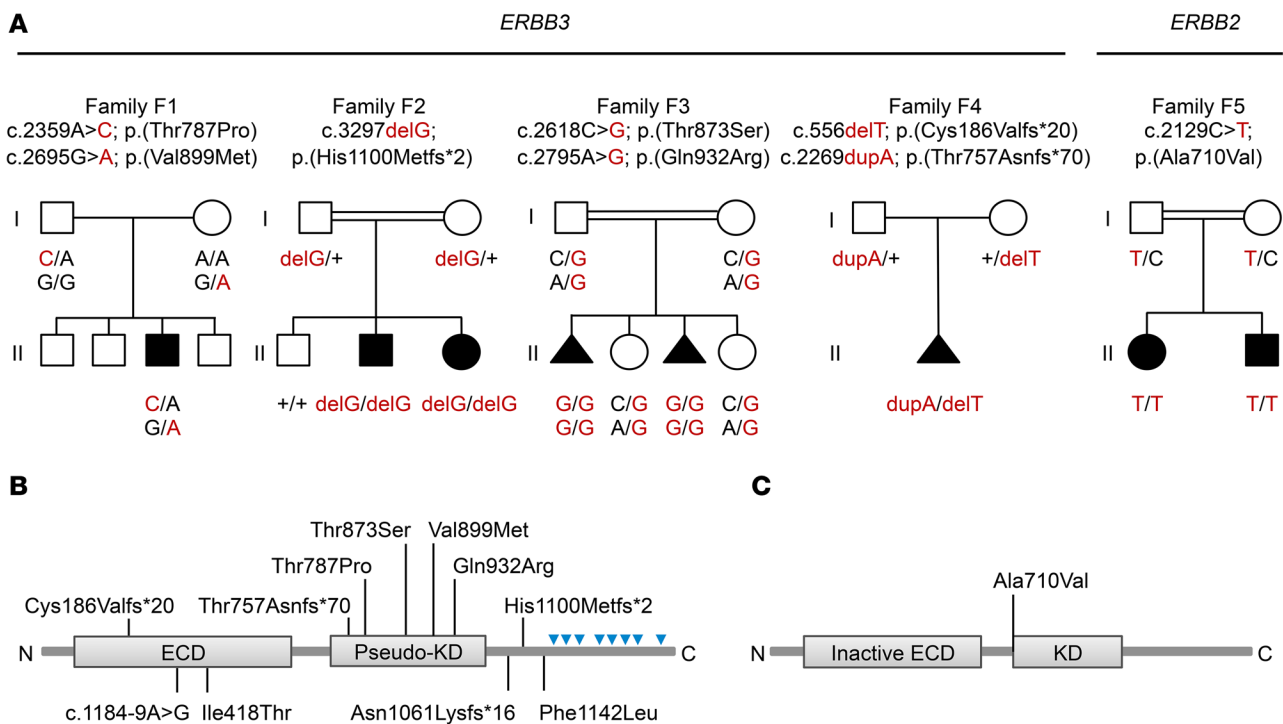 A
ERBB3
ERBB2
Family F1
c.2359A>C; p.(Thr787Pro)
c.2695G>A; p.(Val899Met)
Family F2
c.3297delG;
p.(His1100Metfs*2)
Family F3
c.2618C>G; p.(Thr873Ser)
c.2795A>G; p.(Gln932Arg)
Family F4
c.556delT; p.(Cys186Valfs*20)
c.2269dupA; p.(Thr757Asnfs*70)
Family F5
c.2129C>T;
p.(Ala710Val)
I
C/A
G/G
A/A
G/A
II
C/A
G/A
I
delG/+
delG/+
II
+/+ delG/delG delG/delG
I
C/G
A/G
C/G
A/G
II
G/G C/G G/G C/G
G/G A/G G/G A/G
I
dupA/+
+/delT
II
dupA/delT
I
T/C
T/C
II
T/T
T/T
B
Thr873Ser
Val899Met
Thr787Pro
Gln932Arg
Cys186Valfs*20
Thr757Asnfs*70
His1100Metfs*2
N
ECD
Pseudo-KD
C
c.1184-9A>G
Ile418Thr
Asn1061Lysfs*16
Phe1142Leu
C
Ala710Val
N
Inactive ECD
KD
C